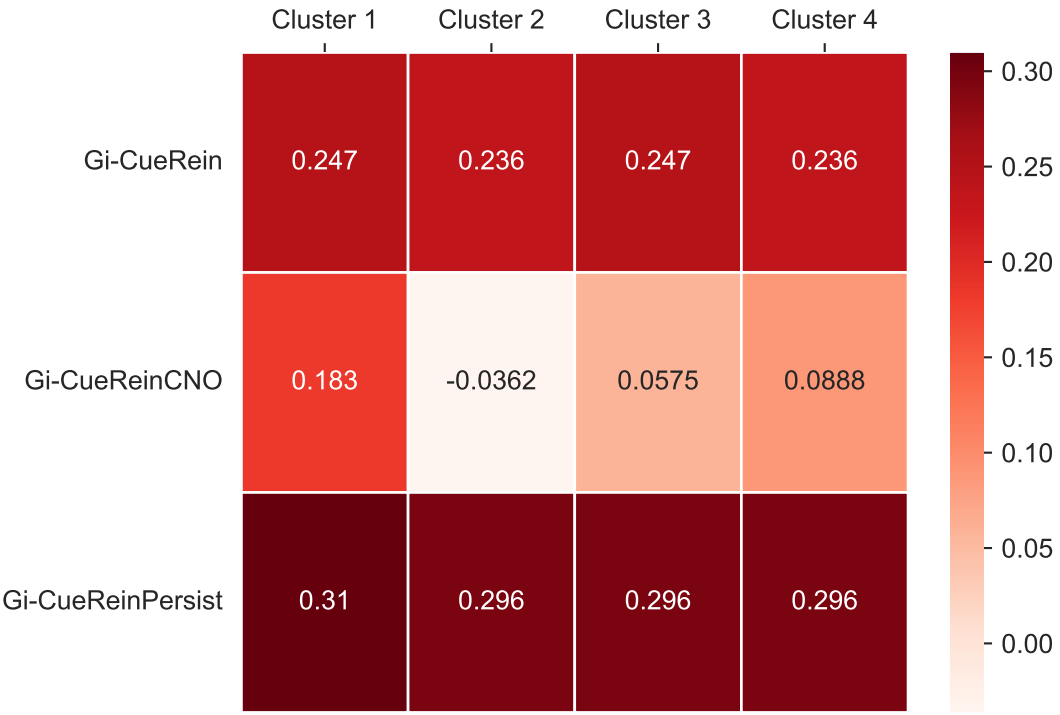 Cluster 1 Cluster 2 Cluster 3 Cluster 4
Gi-CueRein 0.247 0.236 0.247 0.236
Gi-CueReinCNO 0.183 -0.0362 0.0575 0.0888
Gi-CueReinPersist 0.31 0.296 0.296 0.296
0.30
0.25
0.20
0.15
0.10
0.05
0.00